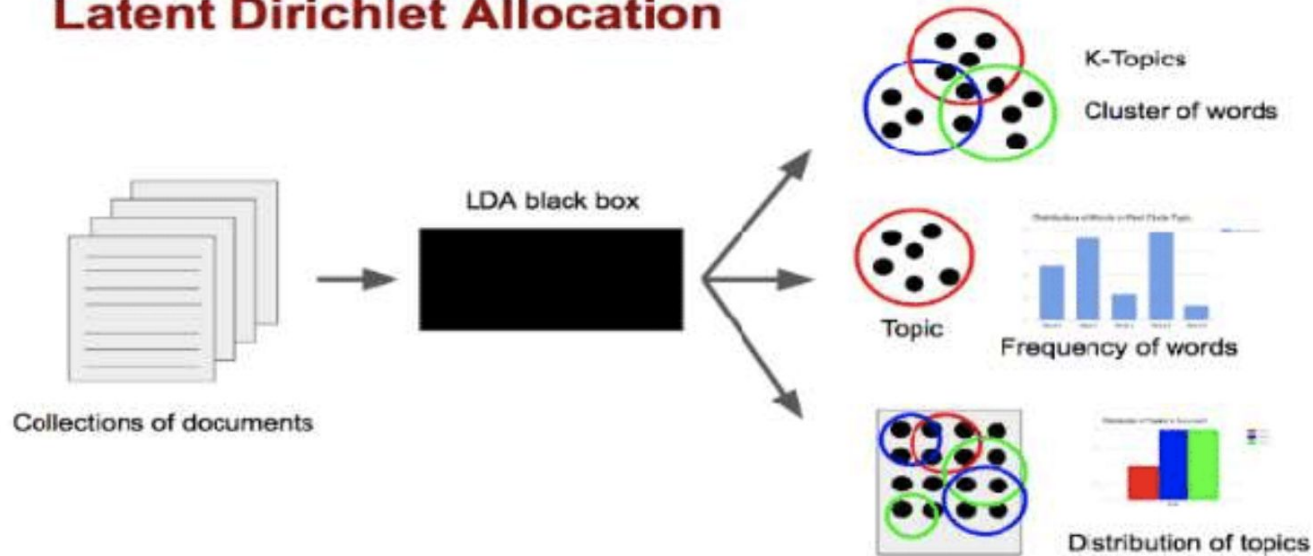 Latent Dirichlet Allocation
K-Topics
Cluster of words
LDA black box
Topic
Frequency of words
Collections of documents
Distribution of topics